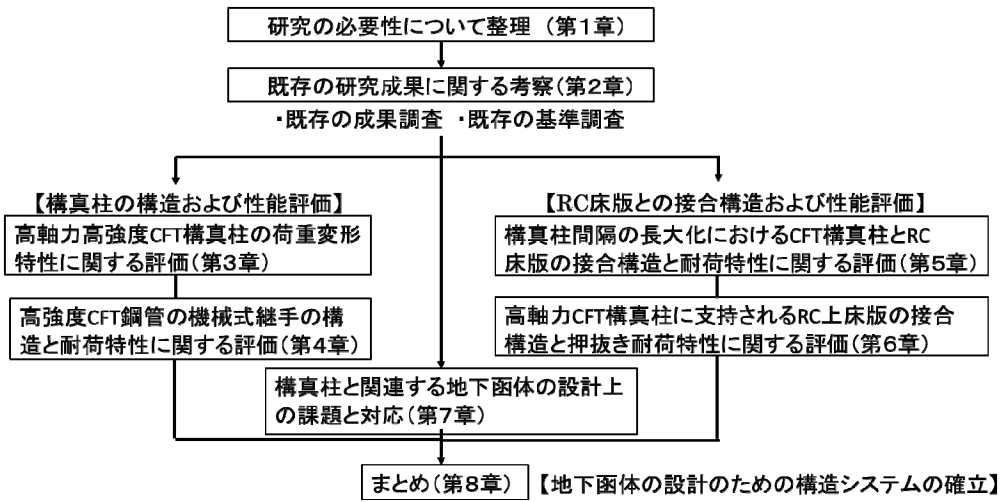 研究の必要性について整理 (第1章)
既存の研究成果に関する考察(第2章)
・既存の成果調査 ・既存の基準調査
【構真柱の構造および性能評価】
高軸力高強度CFT構真柱の荷重変形
特性に関する評価(第3章)
高強度CFT鋼管の機械式継手の構
造と耐荷特性に関する評価(第4章)
【RC床版との接合構造および性能評価】
構真柱間隔の長大化におけるCFT構真柱とRC
床版の接合構造と耐荷特性に関する評価(第5章)
高軸力CFT構真柱に支持されるRC上床版の接合
構造と押抜き耐荷特性に関する評価(第6章)
構真柱と関連する地下函体の設計上
の課題と対応(第7章)
まとめ(第8章)
【地下函体の設計のための構造システムの確立】